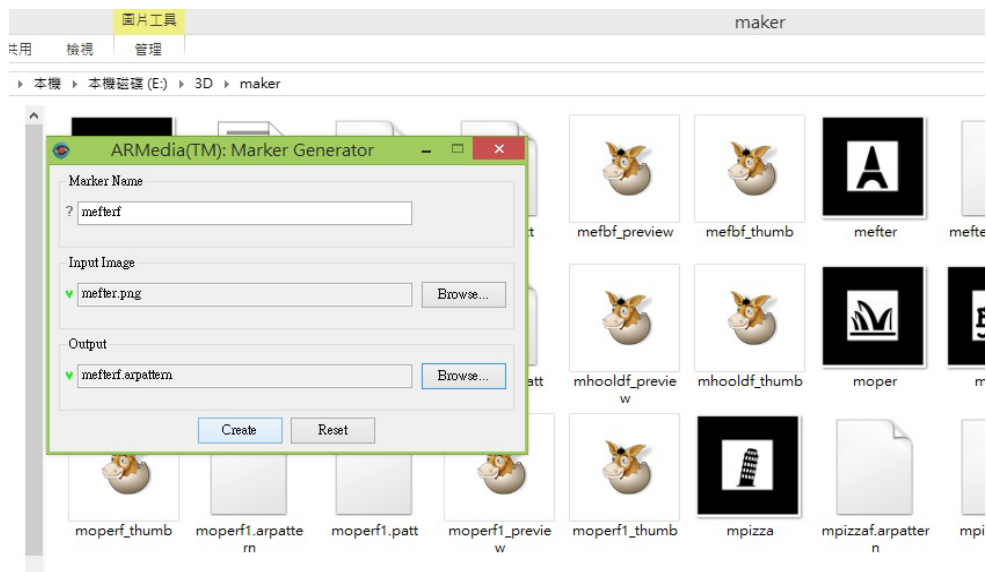 圖片工具
maker
共用
檢視
管理
本機
本機磁碟 (E:)
3D
maker
ARMedia(TM): Marker Generator
Marker Name
?
mefterf
Input Image
mefter.png
Browse...
Output
mefterf.arpattern
Browse...
Create
Reset
mefbf_preview
mefbf_thumb
mefter
mefte
att
mhooldf_previe
w
mhooldf_thumb
moper
m
moperf_thumb
moperf1.arpatte
rn
moperf1.patt
moperf1_previe
w
moperf1_thumb
mpizza
mpizzaf.arpatter
n
mpi